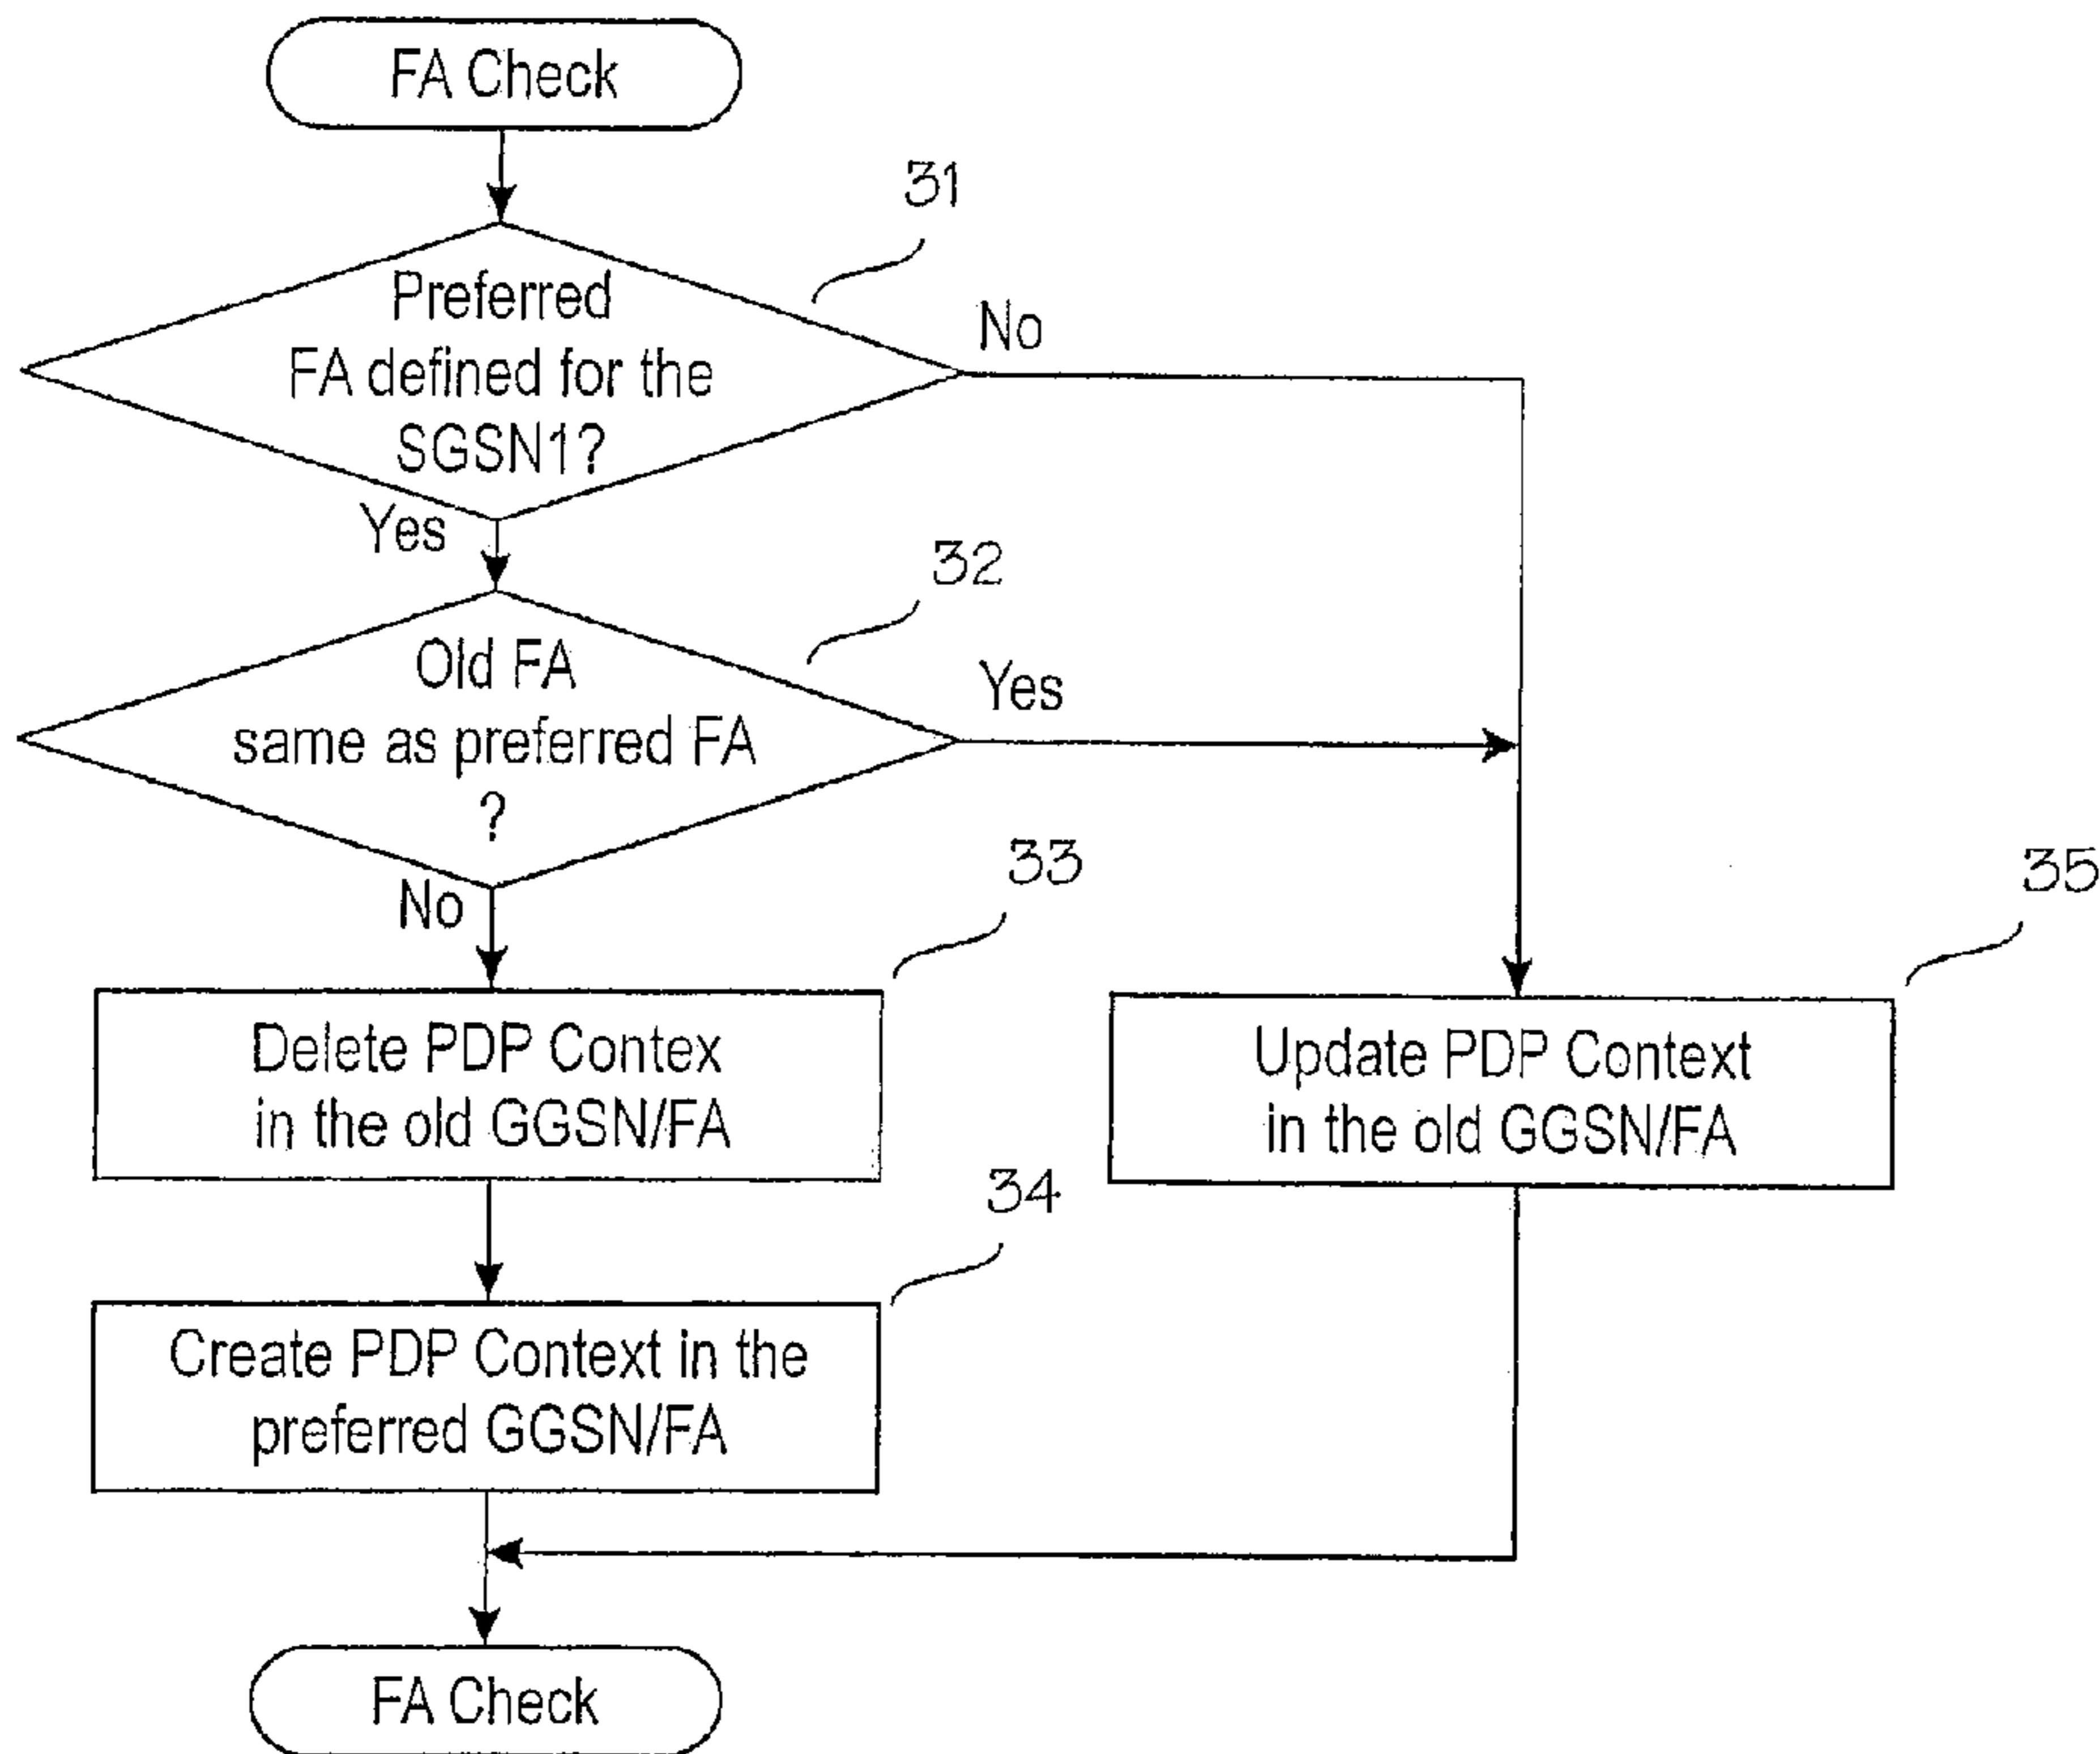 FA Check
31
Preferred
FA defined for the
SGSN1?
No
Yes
32
Old FA
same as preferred FA
?
Yes
No
33
Delete PDP Contex
in the old GGSN/FA
35
Update PDP Context
in the old GGSN/FA
34
Create PDP Context in the
preferred GGSN/FA
FA Check